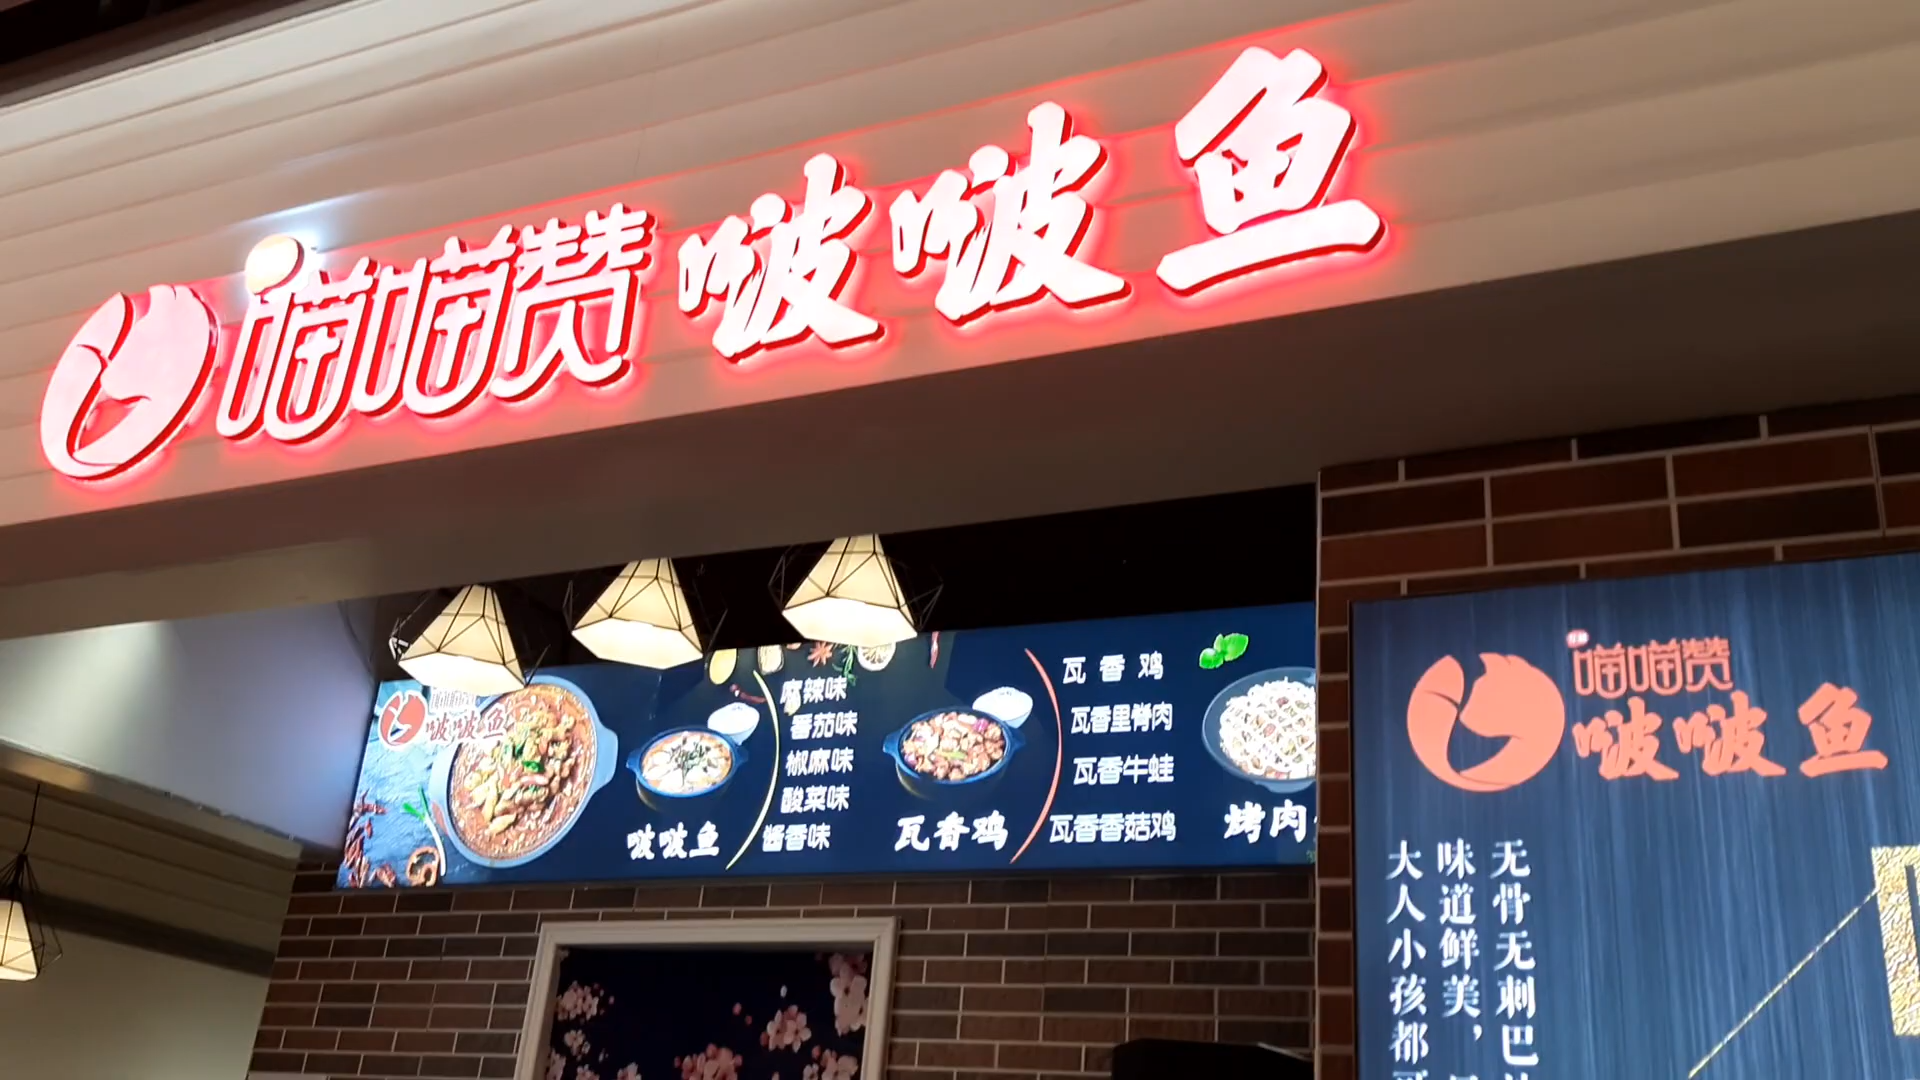 喵喵赞 啵啵鱼
啵啵鱼
啵啵鱼
麻辣味
番茄味
椒麻味
酸菜味
酱香味
瓦香鸡
瓦香鸡
瓦香里脊肉
瓦香牛蛙
瓦香香菇鸡
烤肉
喵喵赞
啵啵鱼
无骨无刺巴
味道鲜美，
大人小孩都